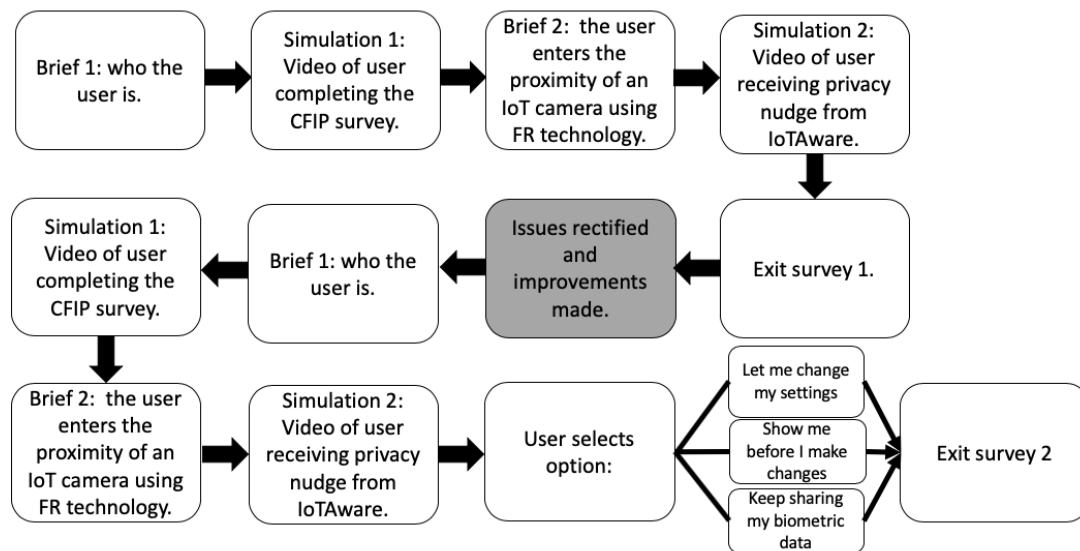 Brief 1: who the
user is.
Simulation 1:
Video of user
completing the
CFIP survey.
Brief 2:  the user
enters the
proximity of an
IoT camera using
FR technology.
Simulation 2:
Video of user
receiving privacy
nudge from
IoTAware.
Exit survey 1.
Issues rectified
and
improvements
made.
Brief 1: who the
user is.
Simulation 1:
Video of user
completing the
CFIP survey.
Brief 2:  the user
enters the
proximity of an
IoT camera using
FR technology.
Simulation 2:
Video of user
receiving privacy
nudge from
IoTAware.
User selects
option:
Let me change
my settings
Show me
before I make
changes
Keep sharing
my biometric
data
Exit survey 2